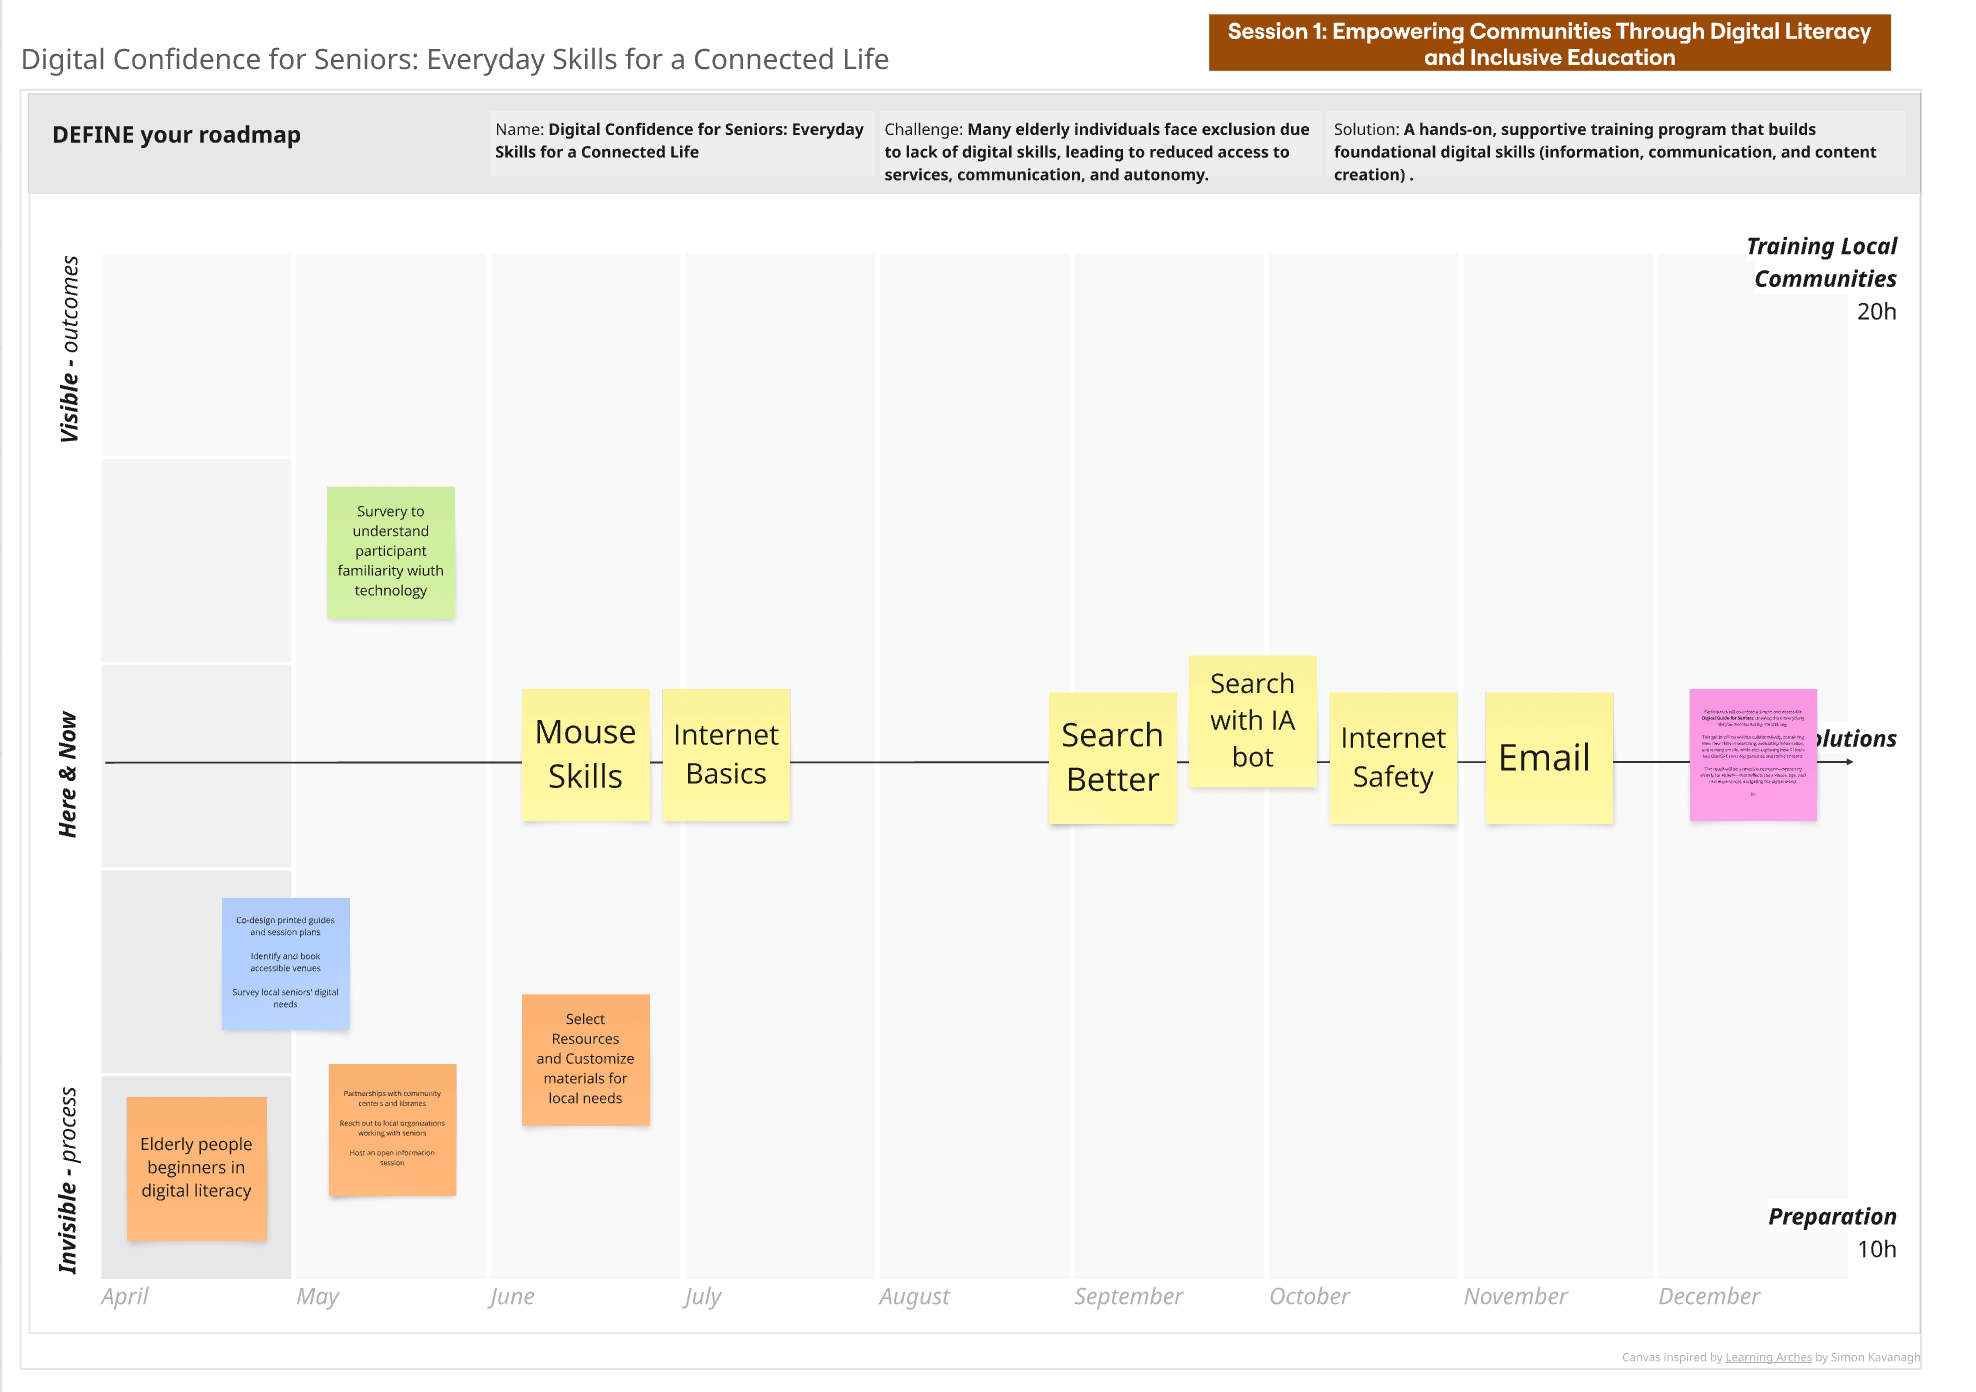 Session 1: Empowering Communities Through Digital Literacy
and Inclusive Education
Digital Confidence for Seniors: Everyday Skills for a Connected Life
DEFINE your roadmap
Name: Digital Confidence for Seniors: Everyday
Skills for a Connected Life
Challenge: Many elderly individuals face exclusion due
to lack of digital skills, leading to reduced access to
services, communication, and autonomy.
Solution: A hands-on, supportive training program that builds
foundational digital skills (information, communication, and content
creation) .
Visible - outcomes
Training Local
Communities
20h
Survery to
understand
participant
familiarity wiuth
technology
Here & Now
Mouse
Skills
Internet
Basics
Search
Better
Search
with IA
bot
Internet
Safety
Email
Digital Guide for Seniors
olutions
Co-design printed guides
and session plans
Identify and book
accessible venues
Survey local seniors' digital
needs
Select
Resources
and Customize
materials for
local needs
Partnerships with community
centers and libraries
Reach out to local organizations
working with seniors
Host an open information
session
Elderly people
beginners in
digital literacy
Invisible - process
Preparation
10h
April
May
June
July
August
September
October
November
December
Canvas inspired by Learning Arches by Simon Kavanagh